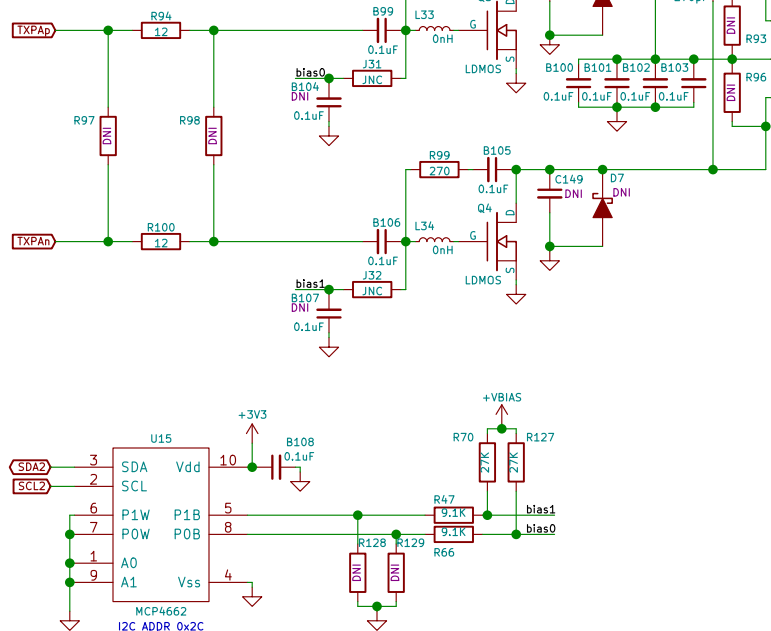 R94
B99
L33
D
TXPAp
12
0.1uF
0nH
G
S
LDMOS
DNI
R93
bias0
J31
JNC
B104
DNI
0.1uF
B100
B101
B102
B103
0.1uF
0.1uF
0.1uF
0.1uF
R96
DNI
R97
DNI
R98
DNI
R99
270
B105
0.1uF
C149
DNI
D7
DNI
Q4
D
R100
B106
L34
TXPAn
12
0.1uF
0nH
G
S
LDMOS
bias1
J32
JNC
B107
DNI
0.1uF
+3V3
+VBIAS
U15
B108
0.1uF
R70
27K
R127
27K
SDA2
3
SDA
Vdd
10
SCL2
2
SCL
6
P1W
P1B
5
R47
9.1K
bias1
7
P0W
P0B
8
9.1K
bias0
R66
R128
DNI
R129
DNI
1
A0
9
A1
Vss
4
MCP4662
I2C ADDR 0x2C